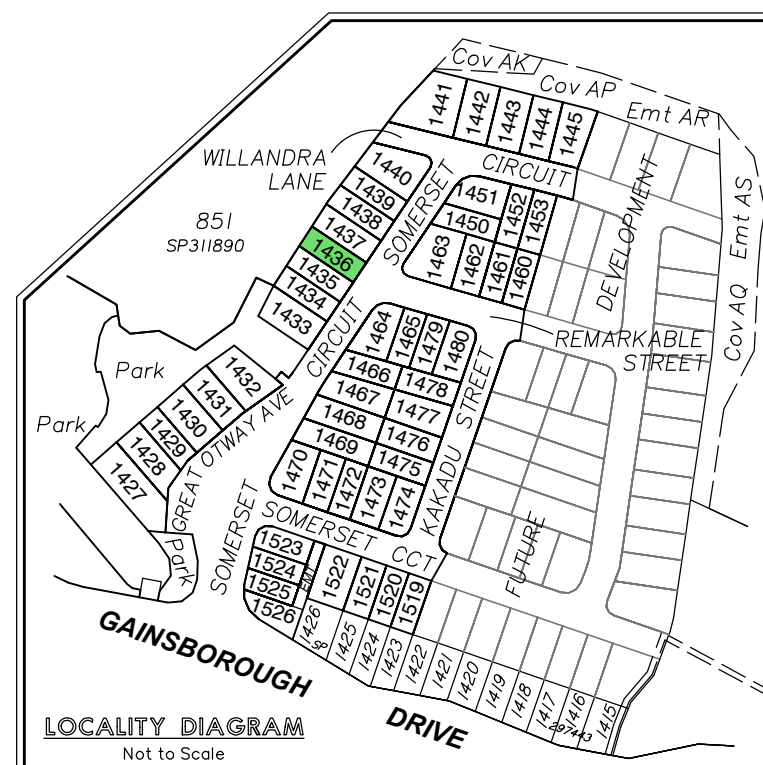 Cov AK
Cov AP
Emt AR
1441
1442
1443
1444
1445
WILLANDRA
LANE
CIRCUIT
DEVELOPMENT
Emt AS
Cov AQ
1440
1439
1438
1437
1436
1435
1434
1433
SOMERSET
CIRCUIT
851
SP311890
1451
1450
1452
1453
1463
1462
1461
1460
REMARKABLE
STREET
1464
1465
1479
1480
1466
1478
1467
1477
1468
1476
1469
1475
1470
1471
1472
1473
1474
KAKADU STREET
Park
Park
1432
1431
1430
1429
1428
1427
GREAT OTWAY AVE
Park
SOMERSET
SOMERSET CCT
FUTURE
1523
1524
1525
1526
EMT
1522
1521
1520
1519
1426
SP
1425
1424
1423
1422
1421
1420
1419
1418
1417
1416
1415
297443
GAINSBOROUGH DRIVE
LOCALITY DIAGRAM
Not to Scale